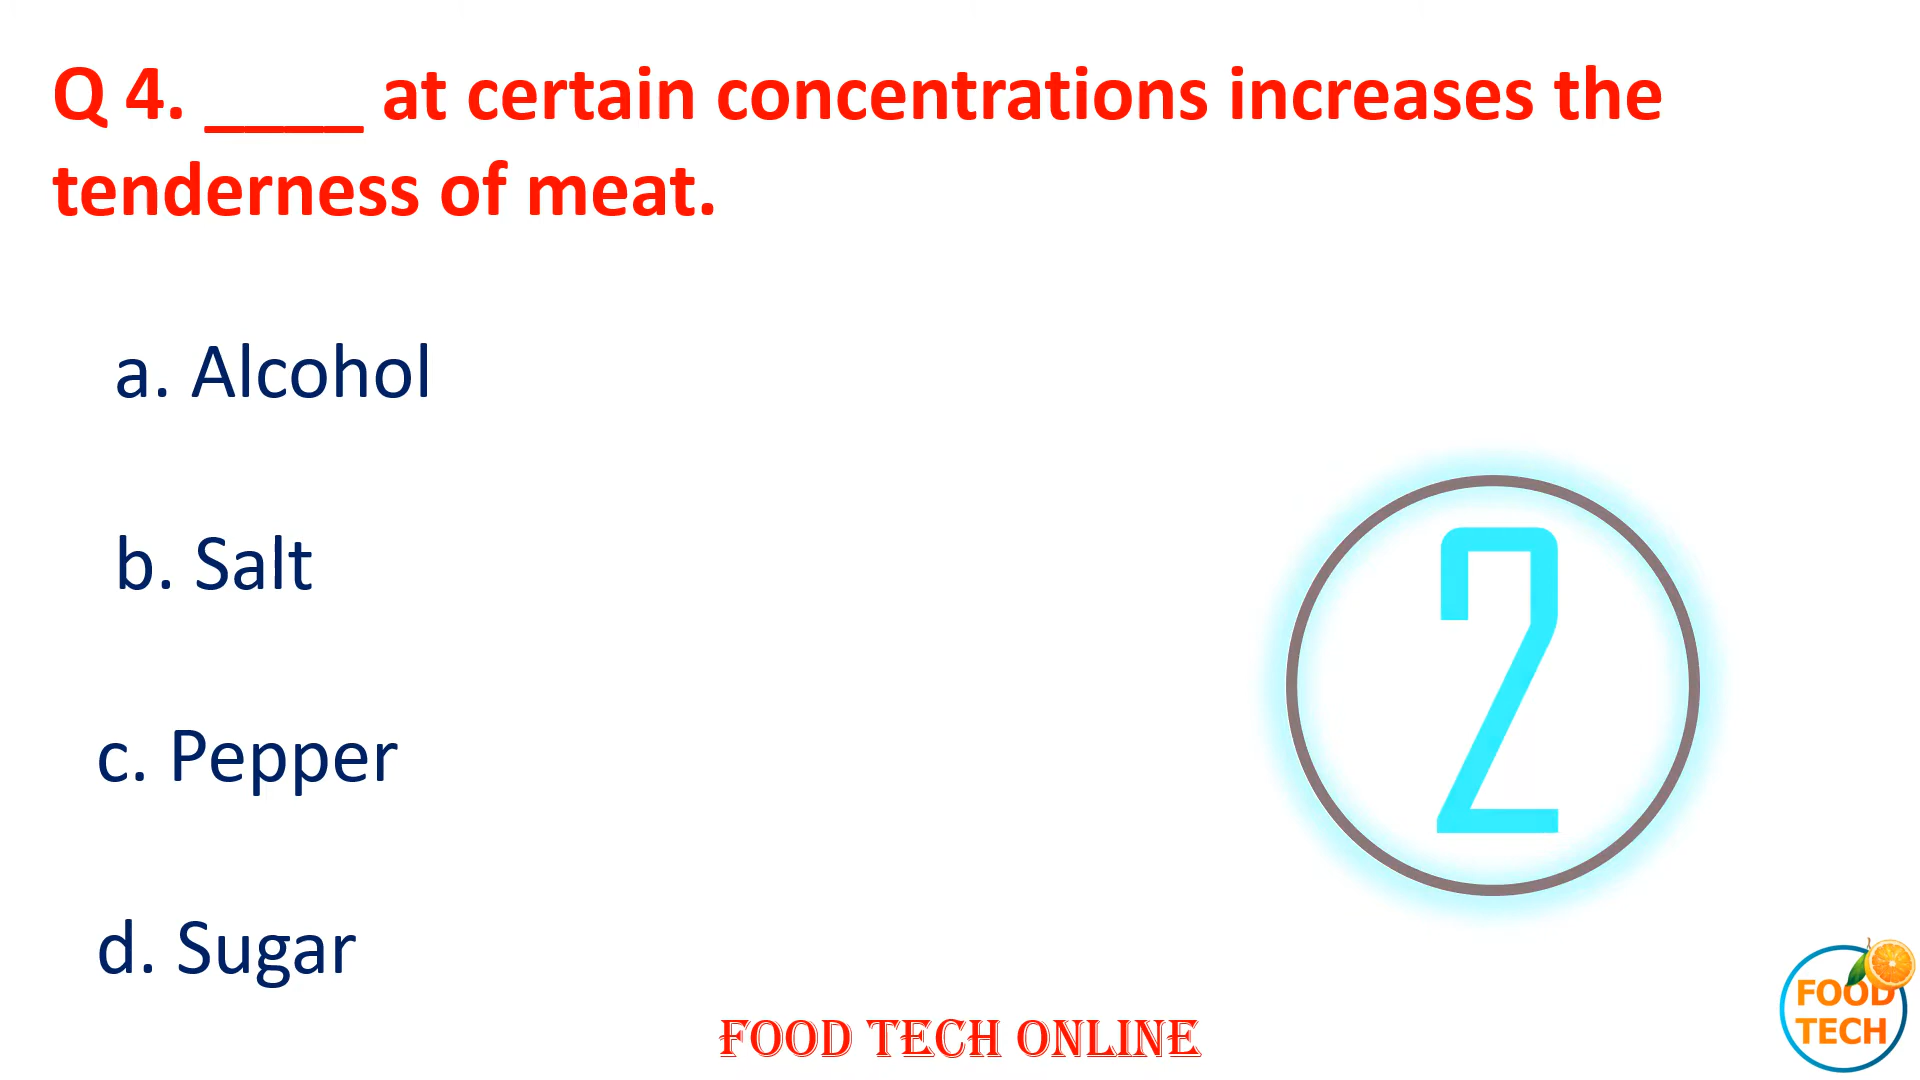 Q 4. ____ at certain concentrations increases the
tenderness of meat.
a. Alcohol
b. Salt
2
c. Pepper
d. Sugar
FOOD TECH ONLINE
FOOD
TECH